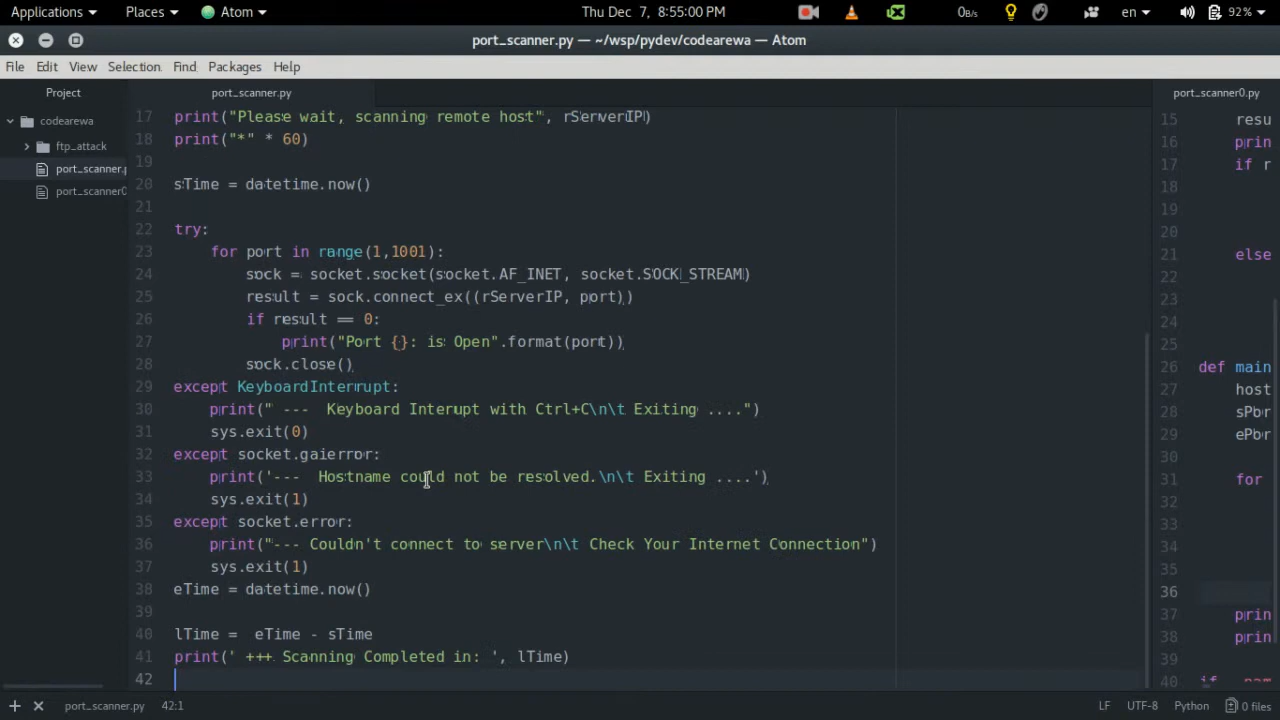 Applications Places Atom Thu Dec 7, 8:55:00 PM 0B/s en 92%
port_scanner.py — ~/wsp/pydev/codearewa — Atom
File Edit View Selection Find Packages Help
Project port_scanner.py port_scanner0.py
codearewa
ftp_attack
port_scanner.p
port_scanner0
17 print("Please wait, scanning remote host", rServerIP)
18 print("*" * 60)
19
20 sTime = datetime.now()
21
22 try:
23 for port in range(1,1001):
24 sock = socket.socket(socket.AF_INET, socket.SOCK_STREAM)
25 result = sock.connect_ex((rServerIP, port))
26 if result == 0:
27 print("Port {}: is Open".format(port))
28 sock.close()
29 except KeyboardInterrupt:
30 print(" --- Keyboard Interupt with Ctrl+C\n\t Exiting ....")
31 sys.exit(0)
32 except socket.gaierror:
33 print('--- Hostname could not be resolved.\n\t Exiting ....')
34 sys.exit(1)
35 except socket.error:
36 print("--- Couldn't connect to server\n\t Check Your Internet Connection")
37 sys.exit(1)
38 eTime = datetime.now()
39
40 lTime = eTime - sTime
41 print(' +++ Scanning Completed in: ', lTime)
42
15 resu
16 prin
17 if r
18
19
20
21 else
22
23
24
25
26 def main
27 host
28 sPor
29 ePor
30
31 for
32
33
34
35
36
37 prin
38 prin
39
40 if
port_scanner.py 42:1 LF UTF-8 Python 0 files